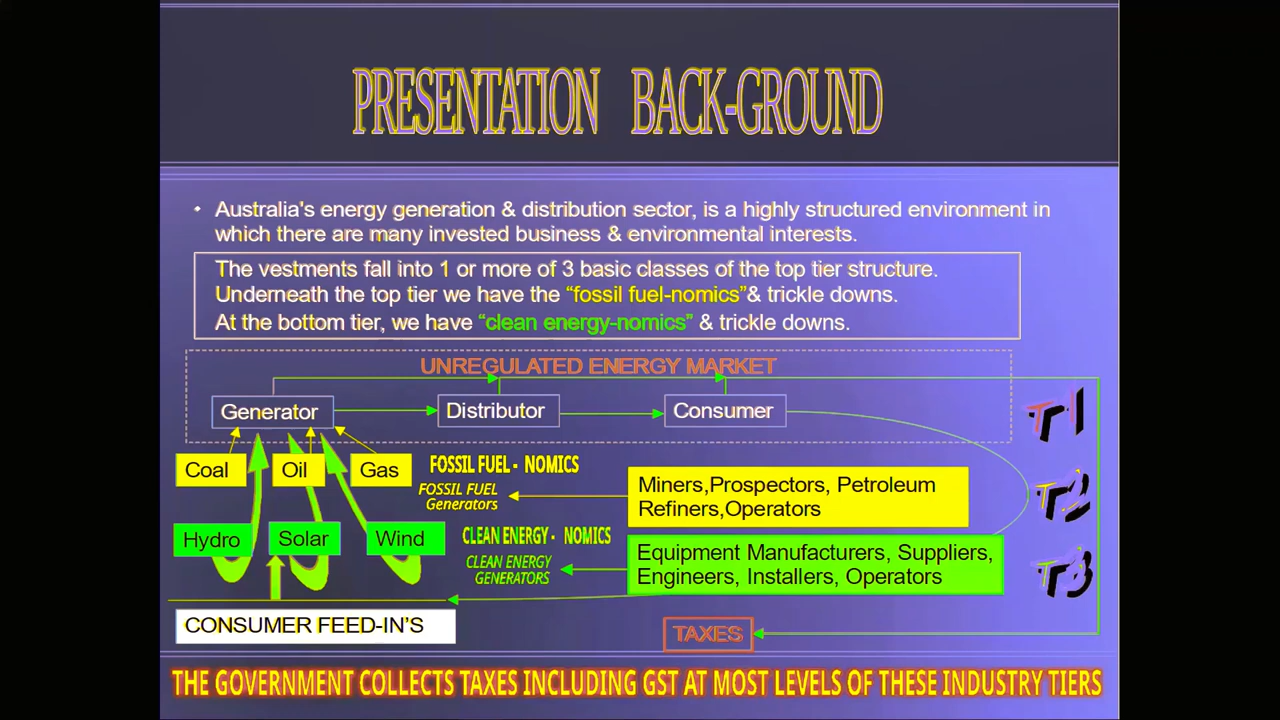 PRESENTATION BACK-GROUND
• Australia's energy generation & distribution sector, is a highly structured environment in
which there are many invested business & environmental interests.
The vestments fall into 1 or more of 3 basic classes of the top tier structure.
Underneath the top tier we have the “fossil fuel-nomics”& trickle downs.
At the bottom tier, we have “clean energy-nomics” & trickle downs.
UNREGULATED ENERGY MARKET
Generator
Distributor
Consumer
T1
Coal
Oil
Gas
FOSSIL FUEL - NOMICS
FOSSIL FUEL
Generators
Miners,Prospectors, Petroleum
Refiners,Operators
T2
Hydro
Solar
Wind
CLEAN ENERGY - NOMICS
CLEAN ENERGY
GENERATORS
Equipment Manufacturers, Suppliers,
Engineers, Installers, Operators
T3
CONSUMER FEED-IN’S
TAXES
THE GOVERNMENT COLLECTS TAXES INCLUDING GST AT MOST LEVELS OF THESE INDUSTRY TIERS